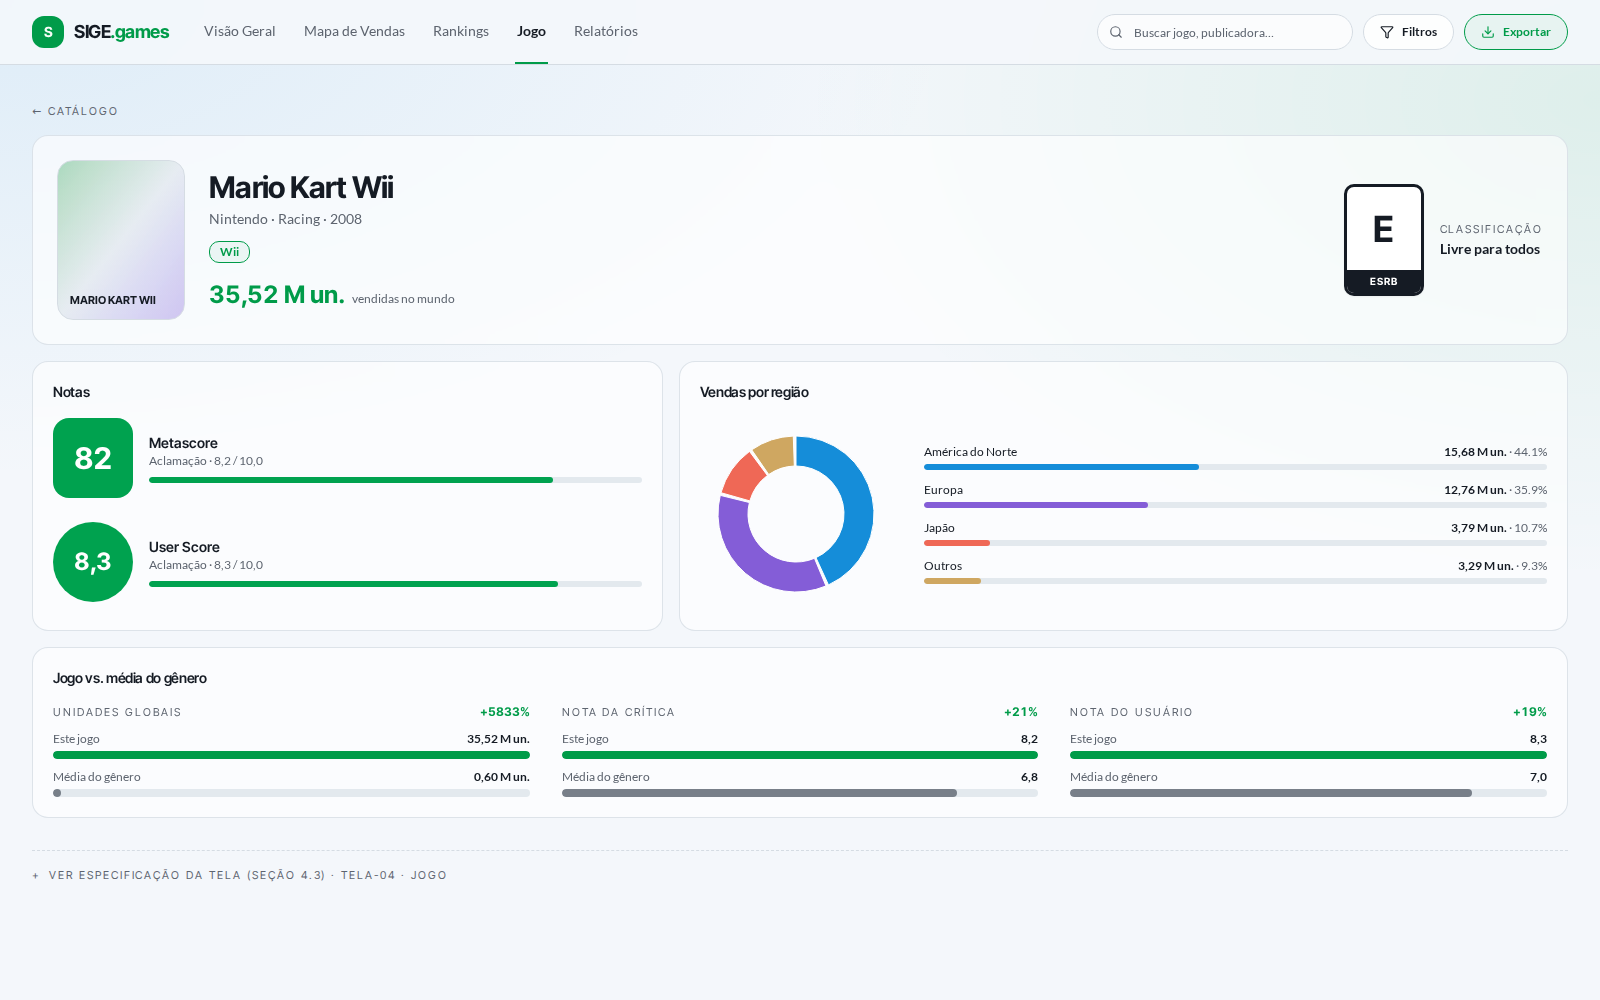 S SIGE.games Visão Geral Mapa de Vendas Rankings Jogo Relatórios Buscar jogo, publicadora... Filtros Exportar
← CATÁLOGO
MARIO KART WII
Mario Kart Wii
Nintendo · Racing · 2008
Wii
35,52 M un. vendidas no mundo
E
ESRB
CLASSIFICAÇÃO
Livre para todos
Notas
82
Metascore
Aclamação · 8,2 / 10,0
8,3
User Score
Aclamação · 8,3 / 10,0
Vendas por região
América do Norte 15,68 M un. · 44.1%
Europa 12,76 M un. · 35.9%
Japão 3,79 M un. · 10.7%
Outros 3,29 M un. · 9.3%
Jogo vs. média do gênero
UNIDADES GLOBAIS +5833%
Este jogo 35,52 M un.
Média do gênero 0,60 M un.
NOTA DA CRÍTICA +21%
Este jogo 8,2
Média do gênero 6,8
NOTA DO USUÁRIO +19%
Este jogo 8,3
Média do gênero 7,0
+ VER ESPECIFICAÇÃO DA TELA (SEÇÃO 4.3) · TELA-04 · JOGO